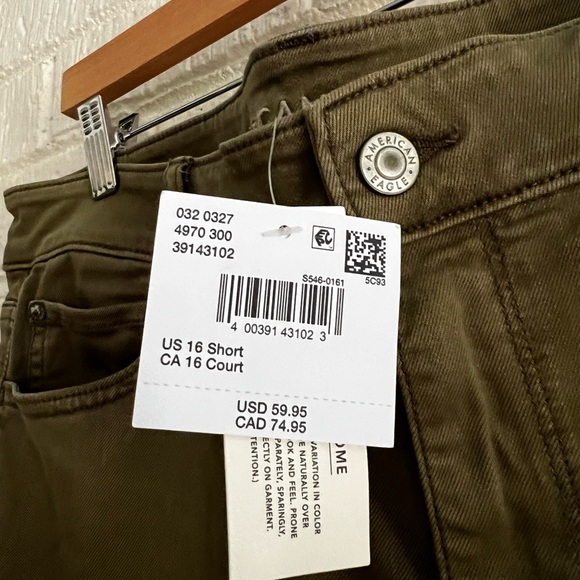 AMERICAN
EAGLE
032 0327
4970 300
39143102
S546-0161
5C93
4 00391 43102 3
US 16 Short
CA 16 Court
USD 59.95
CAD 74.95
OME
VARIATION IN COLOR
E NATURALLY OVER
OOK AND FEEL. PRONE
PARATELY, SPARINGLY,
ECTLY ON GARMENT.
TENTION.)